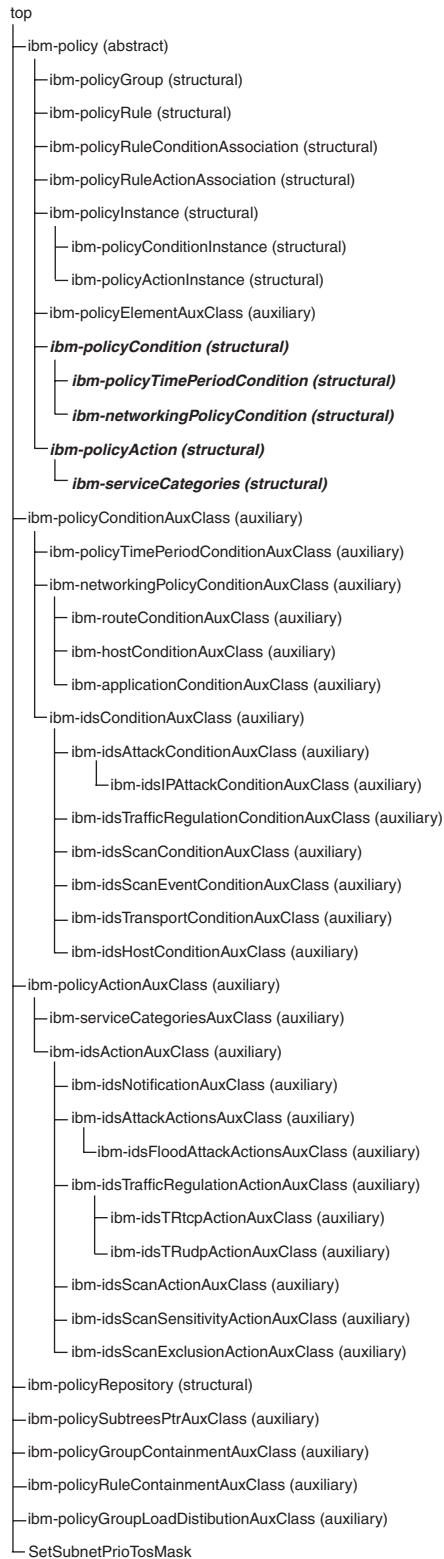 top
ibm-policy (abstract)
ibm-policyGroup (structural)
ibm-policyRule (structural)
ibm-policyRuleConditionAssociation (structural)
ibm-policyRuleActionAssociation (structural)
ibm-policyInstance (structural)
ibm-policyConditionInstance (structural)
ibm-policyActionInstance (structural)
ibm-policyElementAuxClass (auxiliary)
ibm-policyCondition (structural)
ibm-policyTimePeriodCondition (structural)
ibm-networkingPolicyCondition (structural)
ibm-policyAction (structural)
ibm-serviceCategories (structural)
ibm-policyConditionAuxClass (auxiliary)
ibm-policyTimePeriodConditionAuxClass (auxiliary)
ibm-networkingPolicyConditionAuxClass (auxiliary)
ibm-routeConditionAuxClass (auxiliary)
ibm-hostConditionAuxClass (auxiliary)
ibm-applicationConditionAuxClass (auxiliary)
ibm-idsConditionAuxClass (auxiliary)
ibm-idsAttackConditionAuxClass (auxiliary)
ibm-idsIPAttackConditionAuxClass (auxiliary)
ibm-idsTrafficRegulationConditionAuxClass (auxiliary)
ibm-idsScanConditionAuxClass (auxiliary)
ibm-idsScanEventConditionAuxClass (auxiliary)
ibm-idsTransportConditionAuxClass (auxiliary)
ibm-idsHostConditionAuxClass (auxiliary)
ibm-policyActionAuxClass (auxiliary)
ibm-serviceCategoriesAuxClass (auxiliary)
ibm-idsActionAuxClass (auxiliary)
ibm-idsNotificationAuxClass (auxiliary)
ibm-idsAttackActionsAuxClass (auxiliary)
ibm-idsFloodAttackActionsAuxClass (auxiliary)
ibm-idsTrafficRegulationActionAuxClass (auxiliary)
ibm-idsTRtcpActionAuxClass (auxiliary)
ibm-idsTRudpActionAuxClass (auxiliary)
ibm-idsScanActionAuxClass (auxiliary)
ibm-idsScanSensitivityActionAuxClass (auxiliary)
ibm-idsScanExclusionActionAuxClass (auxiliary)
ibm-policyRepository (structural)
ibm-policySubtreesPtrAuxClass (auxiliary)
ibm-policyGroupContainmentAuxClass (auxiliary)
ibm-policyRuleContainmentAuxClass (auxiliary)
ibm-policyGroupLoadDistibutionAuxClass (auxiliary)
SetSubnetPrioTosMask